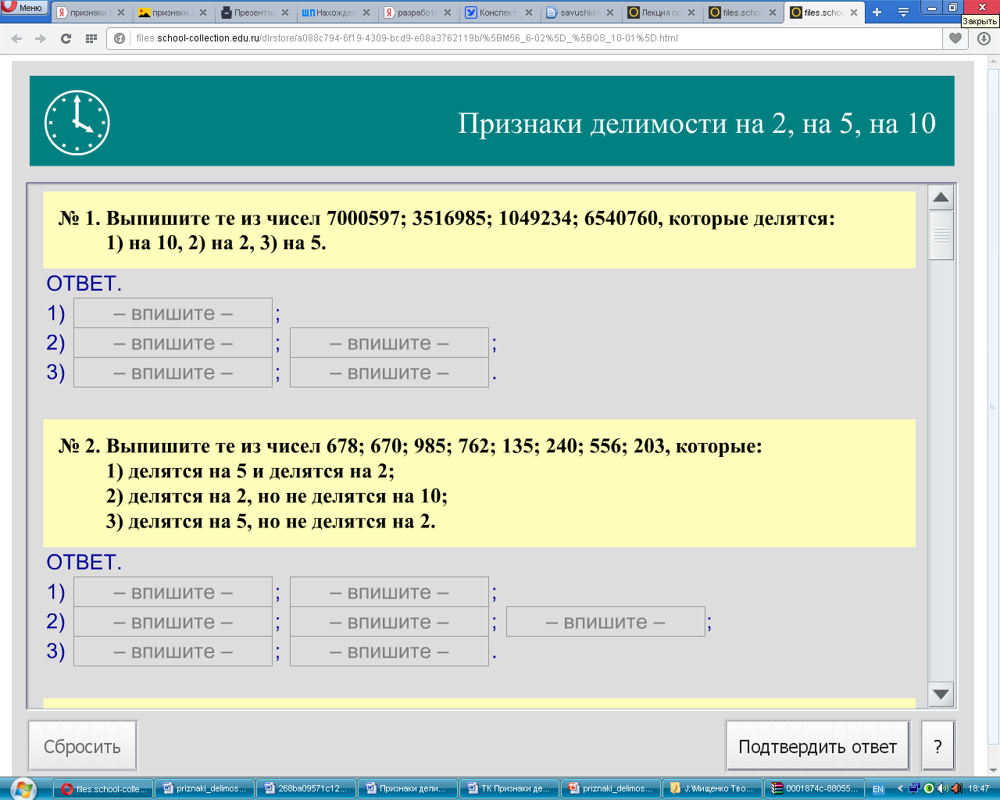 Меню
признаки д
признаки д
Презентац
ШП Нахожден
разработк
Конспект
savushkin
Лекция по
files.scho
files.scho
Закрыть
files.school-collection.edu.ru/dlrstore/a088c794-6f19-4309-bcd9-e08a3762119b/%5BM56_6-02%5D_%5BQS_10-01%5D.html
Признаки делимости на 2, на 5, на 10
№ 1. Выпишите те из чисел 7000597; 3516985; 1049234; 6540760, которые делятся:
1) на 10, 2) на 2, 3) на 5.
ОТВЕТ.
1) – впишите – ;
2) – впишите – ; – впишите – ;
3) – впишите – ; – впишите – .
№ 2. Выпишите те из чисел 678; 670; 985; 762; 135; 240; 556; 203, которые:
1) делятся на 5 и делятся на 2;
2) делятся на 2, но не делятся на 10;
3) делятся на 5, но не делятся на 2.
ОТВЕТ.
1) – впишите – ; – впишите – ;
2) – впишите – ; – впишите – ; – впишите – ;
3) – впишите – ; – впишите – .
Сбросить
Подтвердить ответ
?
files.school-colle...
priznaki_delimos...
268ba09571c12...
Признаки дели...
ТК Признаки де...
priznaki_delimos...
J:\Мищенко Тво...
0001874c-88055...
EN
18:47